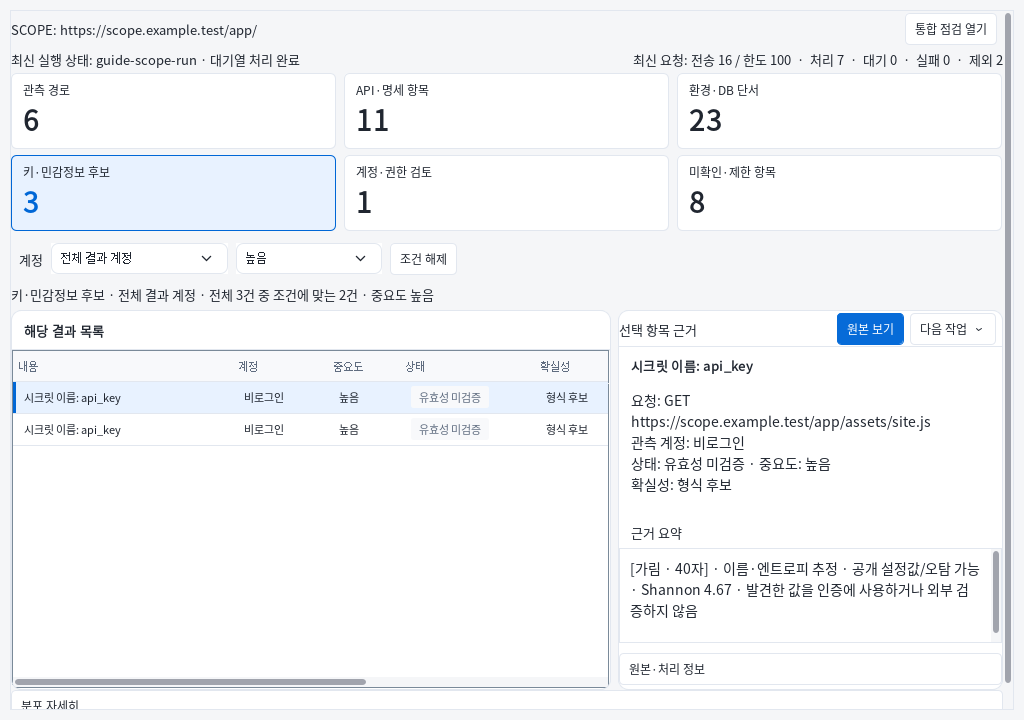 SCOPE: https://scope.example.test/app/
통합 점검 열기
최신 실행 상태: guide-scope-run · 대기열 처리 완료
최신 요청: 전송 16 / 한도 100 · 처리 7 · 대기 0 · 실패 0 · 제외 2
관측 경로
6
API·명세 항목
11
환경·DB 단서
23
키·민감정보 후보
3
계정·권한 검토
1
미확인·제한 항목
8
계정
전체 결과 계정
높음
조건 해제
키·민감정보 후보 · 전체 결과 계정 · 전체 3건 중 조건에 맞는 2건 · 중요도 높음
해당 결과 목록
내용 계정 중요도 상태 확실성
시크릿 이름: api_key 비로그인 높음 유효성 미검증 형식 후보
시크릿 이름: api_key 비로그인 높음 유효성 미검증 형식 후보
선택 항목 근거
원본 보기
다음 작업
시크릿 이름: api_key
요청: GET
https://scope.example.test/app/assets/site.js
관측 계정: 비로그인
상태: 유효성 미검증 · 중요도: 높음
확실성: 형식 후보
근거 요약
[가림 · 40자] · 이름·엔트로피 추정 · 공개 설정값/오탐 가능
· Shannon 4.67 · 발견한 값을 인증에 사용하거나 외부 검
증하지 않음
원본·처리 정보
분포 자세히